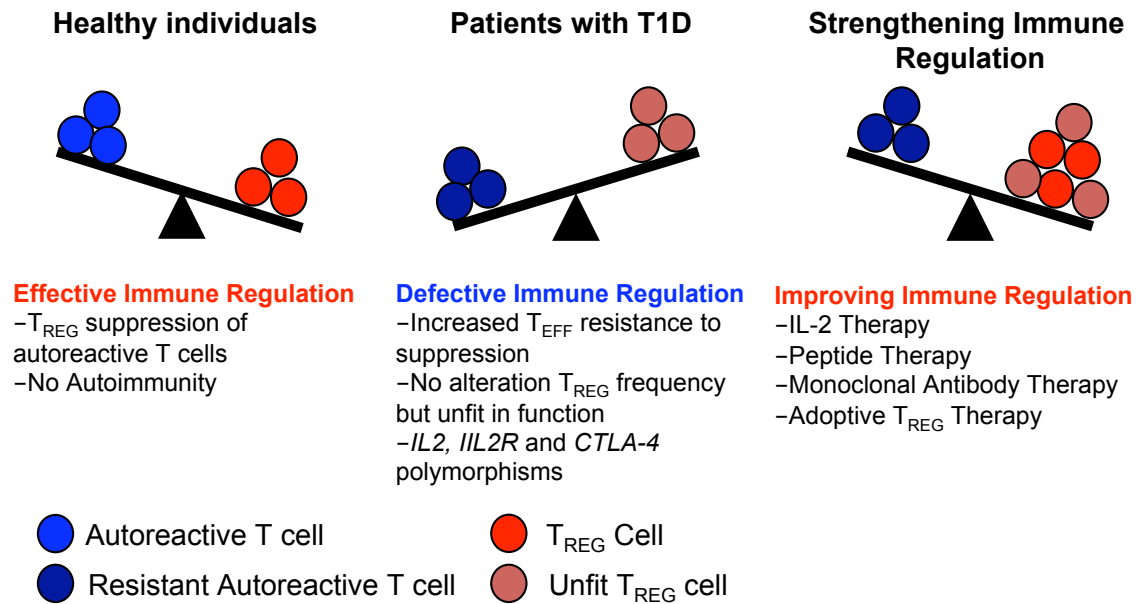 Healthy individuals
Patients with T1D
Strengthening Immune
Regulation
Effective Immune Regulation
–TREG suppression of
autoreactive T cells
–No Autoimmunity
Defective Immune Regulation
–Increased TEFF resistance to
suppression
–No alteration TREG frequency
but unfit in function
–IL2, IIL2R and CTLA-4
polymorphisms
Improving Immune Regulation
–IL-2 Therapy
–Peptide Therapy
–Monoclonal Antibody Therapy
–Adoptive TREG Therapy
Autoreactive T cell
TREG Cell
Resistant Autoreactive T cell
Unfit TREG cell